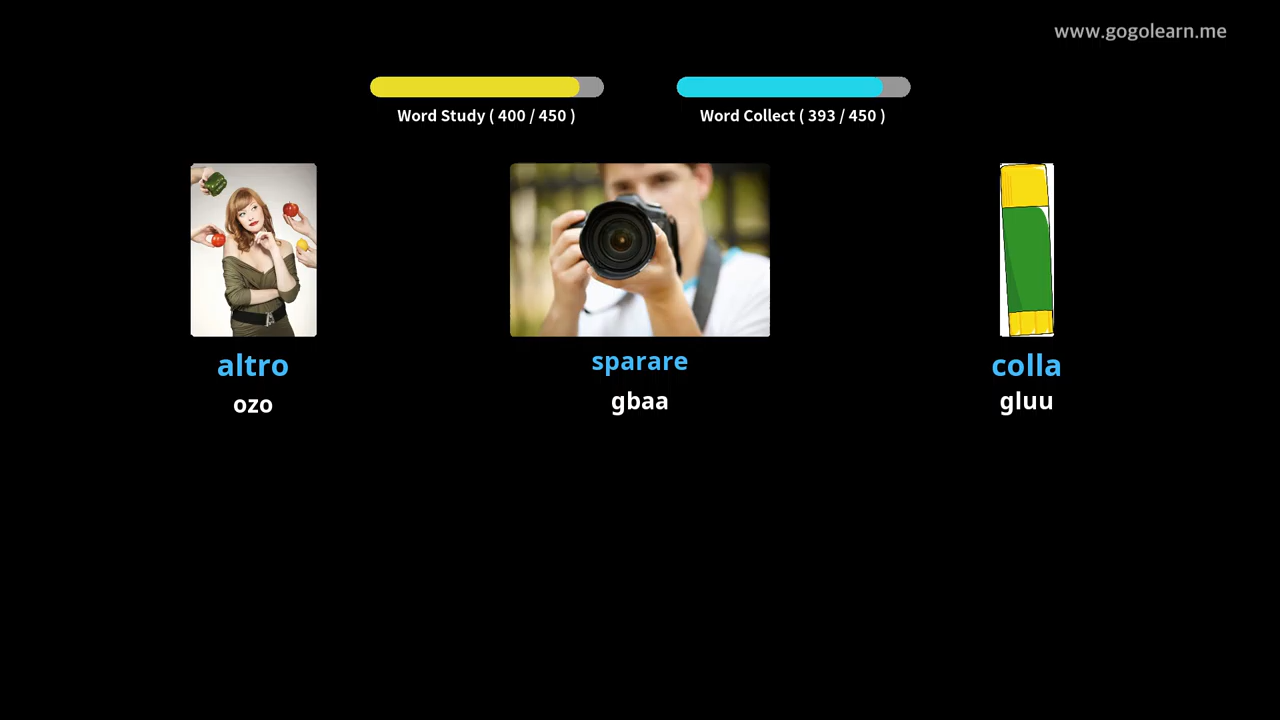 www.gogolearn.me
Word Study ( 400 / 450 )
Word Collect ( 393 / 450 )
altro
sparare
colla
ozo
gbaa
gluu